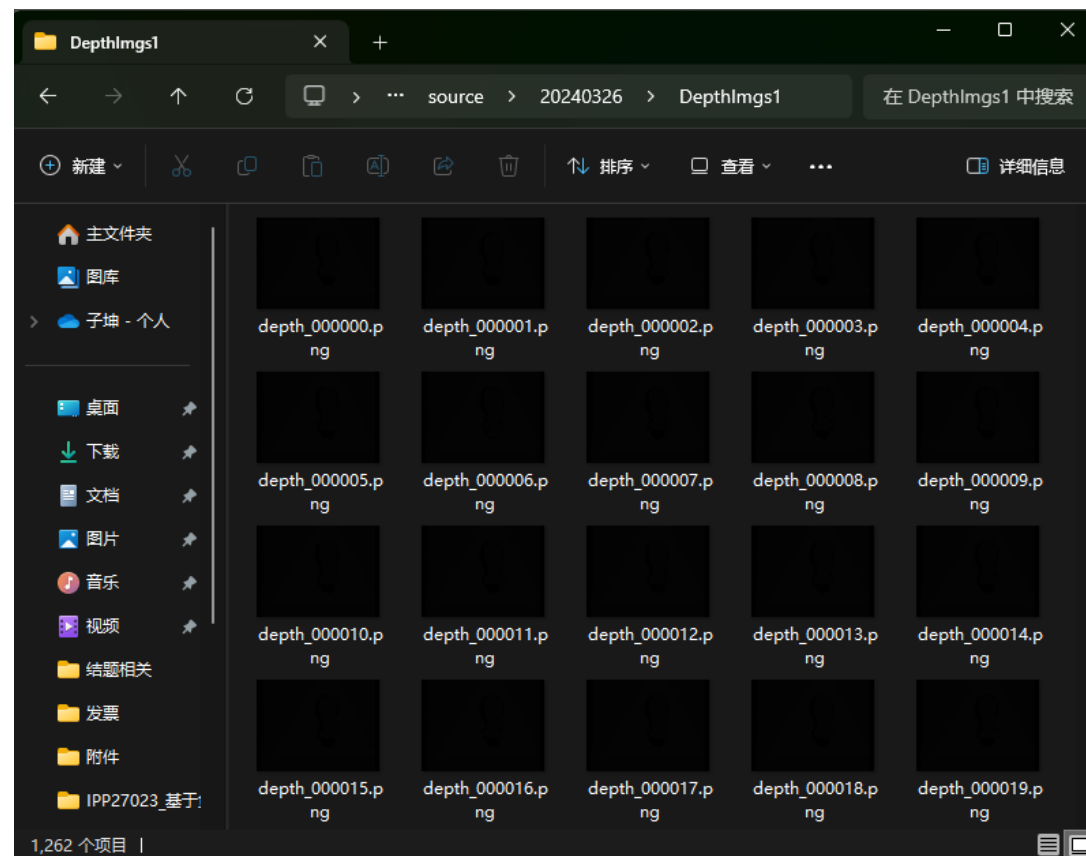 DepthImgs1
source > 20240326 > DepthImgs1
在 DepthImgs1 中搜索
新建
排序
查看
详细信息
主文件夹
图库
子坤 - 个人
桌面
下载
文档
图片
音乐
视频
结题相关
发票
附件
IPP27023_基于
depth_000000.p
ng
depth_000001.p
ng
depth_000002.p
ng
depth_000003.p
ng
depth_000004.p
ng
depth_000005.p
ng
depth_000006.p
ng
depth_000007.p
ng
depth_000008.p
ng
depth_000009.p
ng
depth_000010.p
ng
depth_000011.p
ng
depth_000012.p
ng
depth_000013.p
ng
depth_000014.p
ng
depth_000015.p
ng
depth_000016.p
ng
depth_000017.p
ng
depth_000018.p
ng
depth_000019.p
ng
1,262 个项目